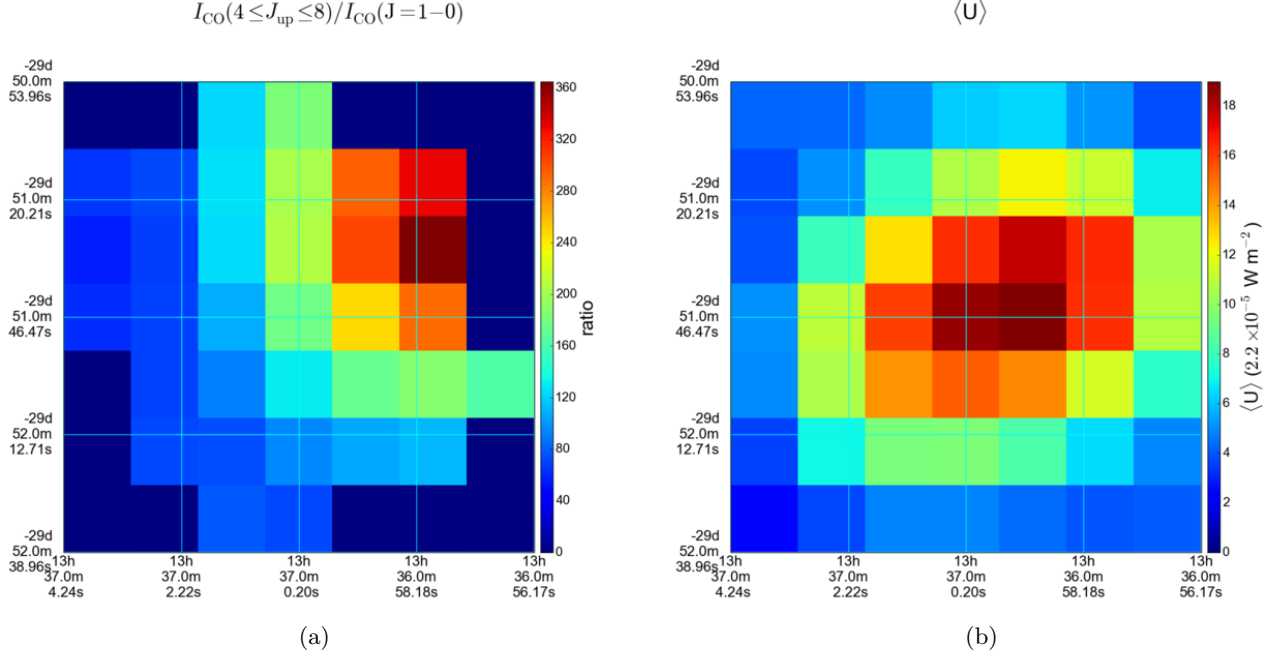 I_CO(4 ≤ J_up ≤ 8)/I_CO(J = 1−0)
-29d
50.0m
53.96s
-29d
51.0m
20.21s
-29d
51.0m
46.47s
-29d
52.0m
12.71s
-29d
52.0m
38.96s
13h
37.0m
4.24s
13h
37.0m
2.22s
13h
37.0m
0.20s
13h
36.0m
58.18s
13h
36.0m
56.17s
360
320
280
240
200
160
120
80
40
0
ratio
(a)
⟨U⟩
-29d
50.0m
53.96s
-29d
51.0m
20.21s
-29d
51.0m
46.47s
-29d
52.0m
12.71s
-29d
52.0m
38.96s
13h
37.0m
4.24s
13h
37.0m
2.22s
13h
37.0m
0.20s
13h
36.0m
58.18s
13h
36.0m
56.17s
18
16
14
12
10
8
6
4
2
0
⟨U⟩ (2.2 ×10⁻⁵ W m⁻²)
(b)